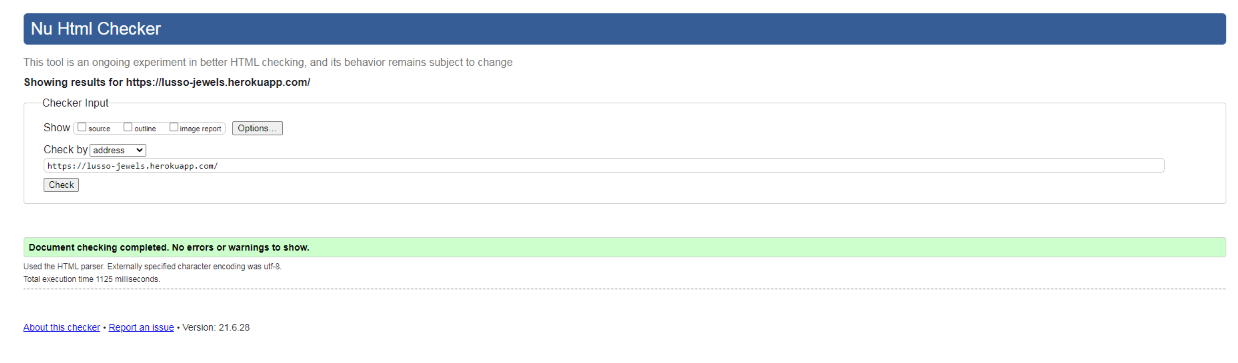 Nu Html Checker
This tool is an ongoing experiment in better HTML checking, and its behavior remains subject to change
Showing results for https://lusso-jewels.herokuapp.com/
Checker Input
Show source outline image report Options...
Check by address
https://lusso-jewels.herokuapp.com/
Check
Document checking completed. No errors or warnings to show.
Used the HTML parser. Externally specified character encoding was utf-8.
Total execution time 1125 milliseconds.
About this checker • Report an issue • Version: 21.6.28